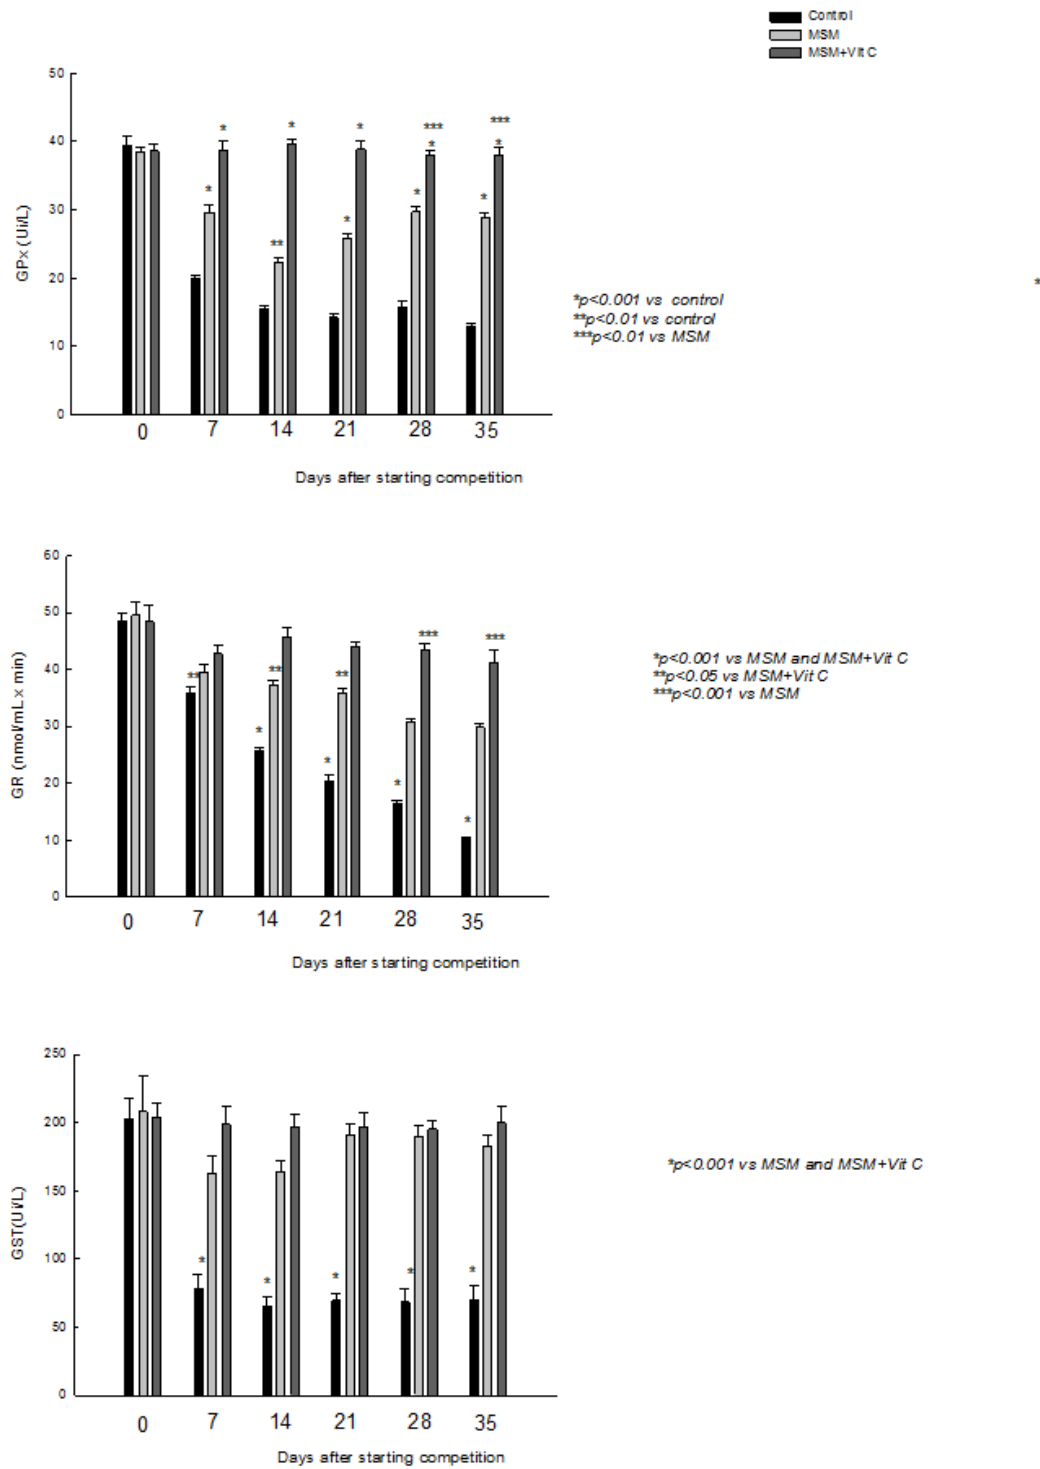 Control
MSM
MSM+Vit C
50
*
*
*
***
***
40
*
*
*
*
*
30
*
**
GPx (Ui/L)
20
*
*p<0.001 vs control
**p<0.01 vs control
***p<0.01 vs MSM
10
0
0 7 14 21 28 35
Days after starting competition
60
50
***
***
*p<0.001 vs MSM and MSM+Vit C
**p<0.05 vs MSM+Vit C
***p<0.001 vs MSM
40
**
**
**
30
GR (nmol/mL x min)
*
*
20
*
*
10
0
0 7 14 21 28 35
Days after starting competition
250
200
*p<0.001 vs MSM and MSM+Vit C
150
GST(Ui/L)
100
*
*
*
*
*
50
0
0 7 14 21 28 35
Days after starting competition